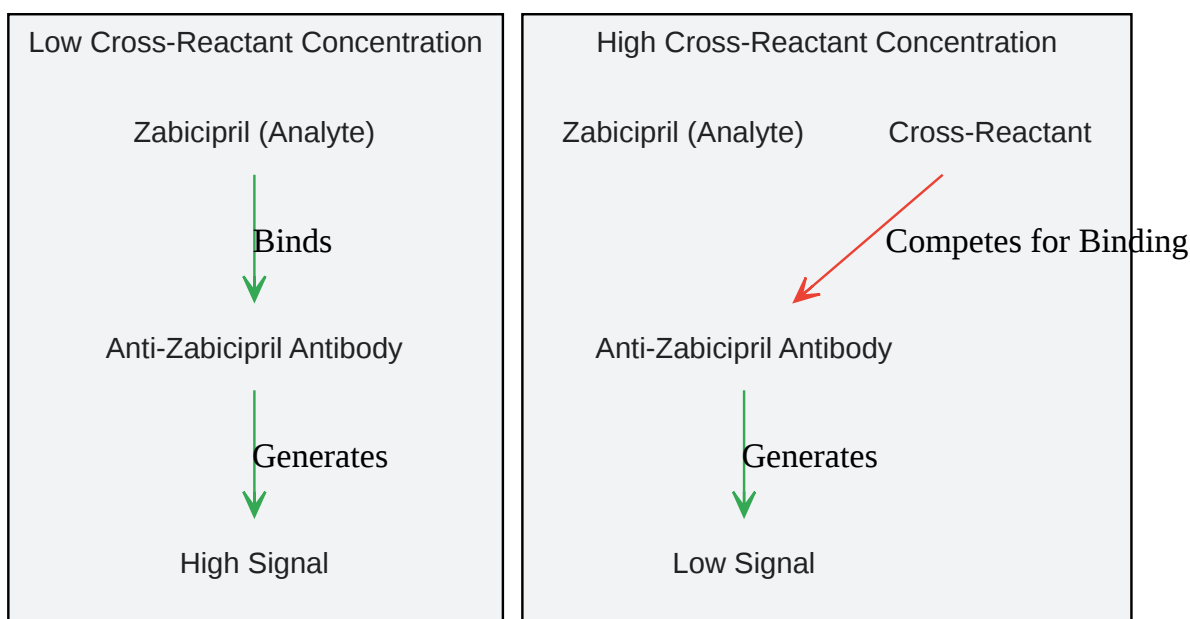 Low Cross-Reactant Concentration
Zabicipril (Analyte)
Binds
Anti-Zabicipril Antibody
Generates
High Signal
High Cross-Reactant Concentration
Zabicipril (Analyte)
Cross-Reactant
Competes for Binding
Anti-Zabicipril Antibody
Generates
Low Signal